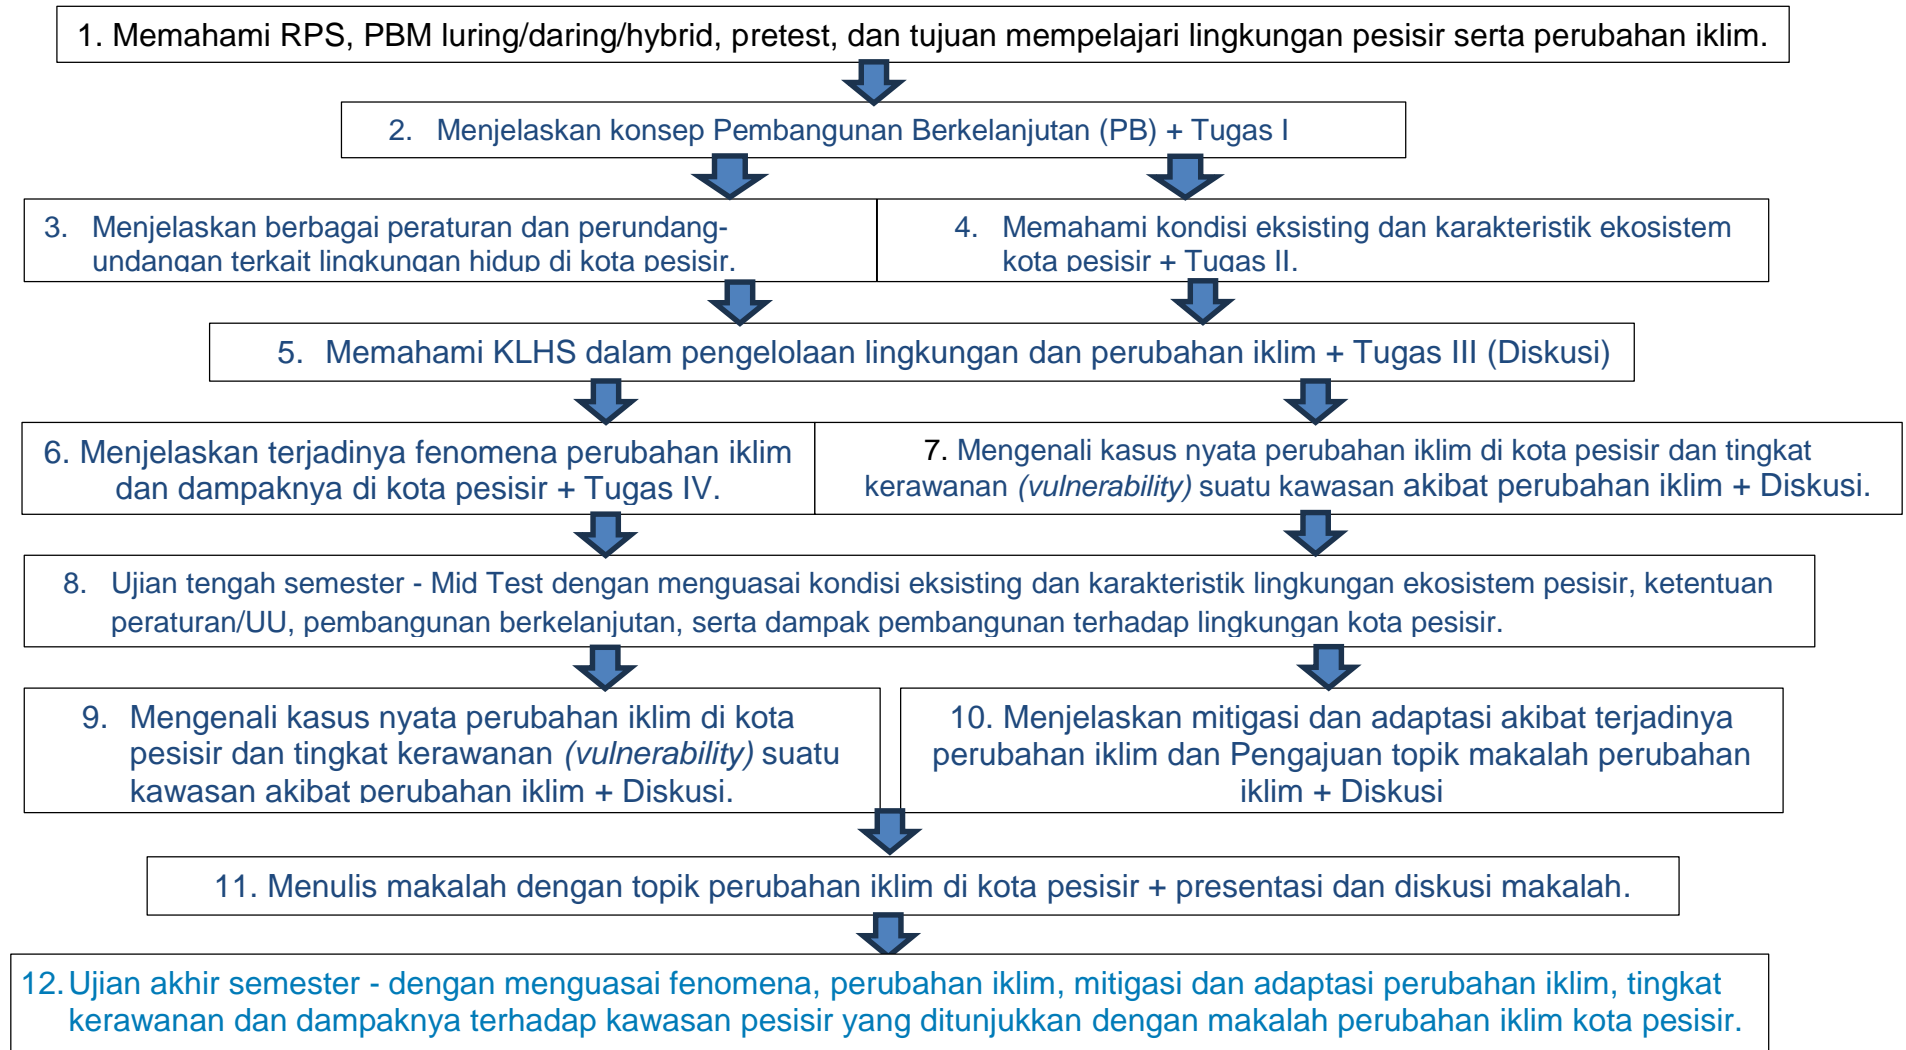 1. Memahami RPS, PBM luring/daring/hybrid, pretest, dan tujuan mempelajari lingkungan pesisir serta perubahan iklim.
2. Menjelaskan konsep Pembangunan Berkelanjutan (PB) + Tugas I
3. Menjelaskan berbagai peraturan dan perundang-
undangan terkait lingkungan hidup di kota pesisir.
4. Memahami kondisi eksisting dan karakteristik ekosistem
kota pesisir + Tugas II.
5. Memahami KLHS dalam pengelolaan lingkungan dan perubahan iklim + Tugas III (Diskusi)
6. Menjelaskan terjadinya fenomena perubahan iklim
dan dampaknya di kota pesisir + Tugas IV.
7. Mengenali kasus nyata perubahan iklim di kota pesisir dan tingkat
kerawanan (vulnerability) suatu kawasan akibat perubahan iklim + Diskusi.
8. Ujian tengah semester - Mid Test dengan menguasai kondisi eksisting dan karakteristik lingkungan ekosistem pesisir, ketentuan
peraturan/UU, pembangunan berkelanjutan, serta dampak pembangunan terhadap lingkungan kota pesisir.
9. Mengenali kasus nyata perubahan iklim di kota
pesisir dan tingkat kerawanan (vulnerability) suatu
kawasan akibat perubahan iklim + Diskusi.
10. Menjelaskan mitigasi dan adaptasi akibat terjadinya
perubahan iklim dan Pengajuan topik makalah perubahan
iklim + Diskusi
11. Menulis makalah dengan topik perubahan iklim di kota pesisir + presentasi dan diskusi makalah.
12. Ujian akhir semester - dengan menguasai fenomena, perubahan iklim, mitigasi dan adaptasi perubahan iklim, tingkat
kerawanan dan dampaknya terhadap kawasan pesisir yang ditunjukkan dengan makalah perubahan iklim kota pesisir.